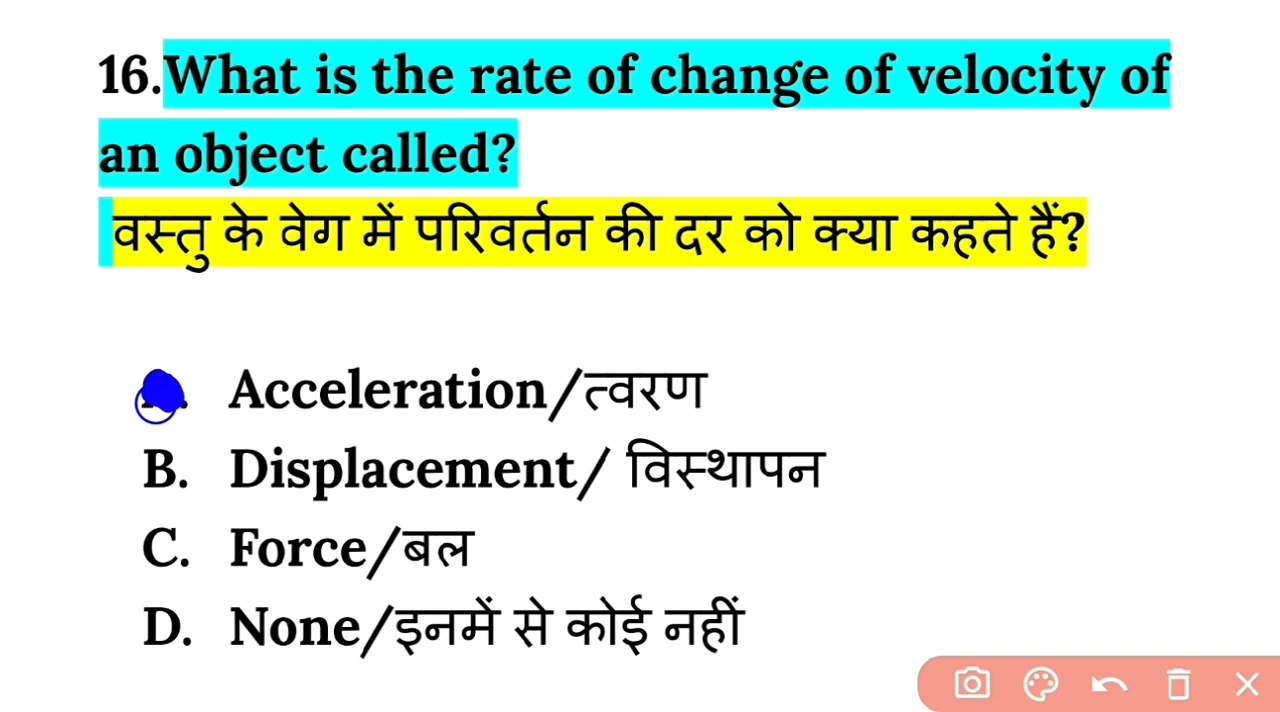 16.What is the rate of change of velocity of
an object called?
वस्तु के वेग में परिवर्तन की दर को क्या कहते हैं?
Acceleration/त्वरण
B. Displacement/ विस्थापन
C. Force/बल
D. None/इनमें से कोई नहीं